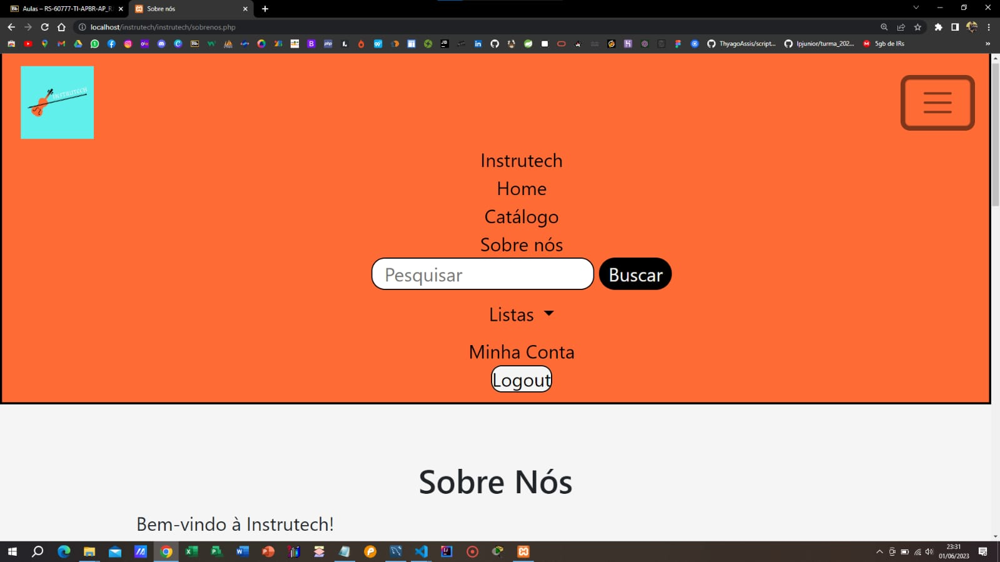 Aulas – RS-60777-TI-APBR-AP_R
Sobre nós
localhost/instrutech/instrutech/sobrenos.php
ThyagoAssis/script...
lpjunior/turma_202...
5gb de IRs
INSTRUTECH
Instrutech
Home
Catálogo
Sobre nós
Pesquisar
Buscar
Listas
Minha Conta
Logout
Sobre Nós
Bem-vindo à Instrutech!
23:31
01/06/2023